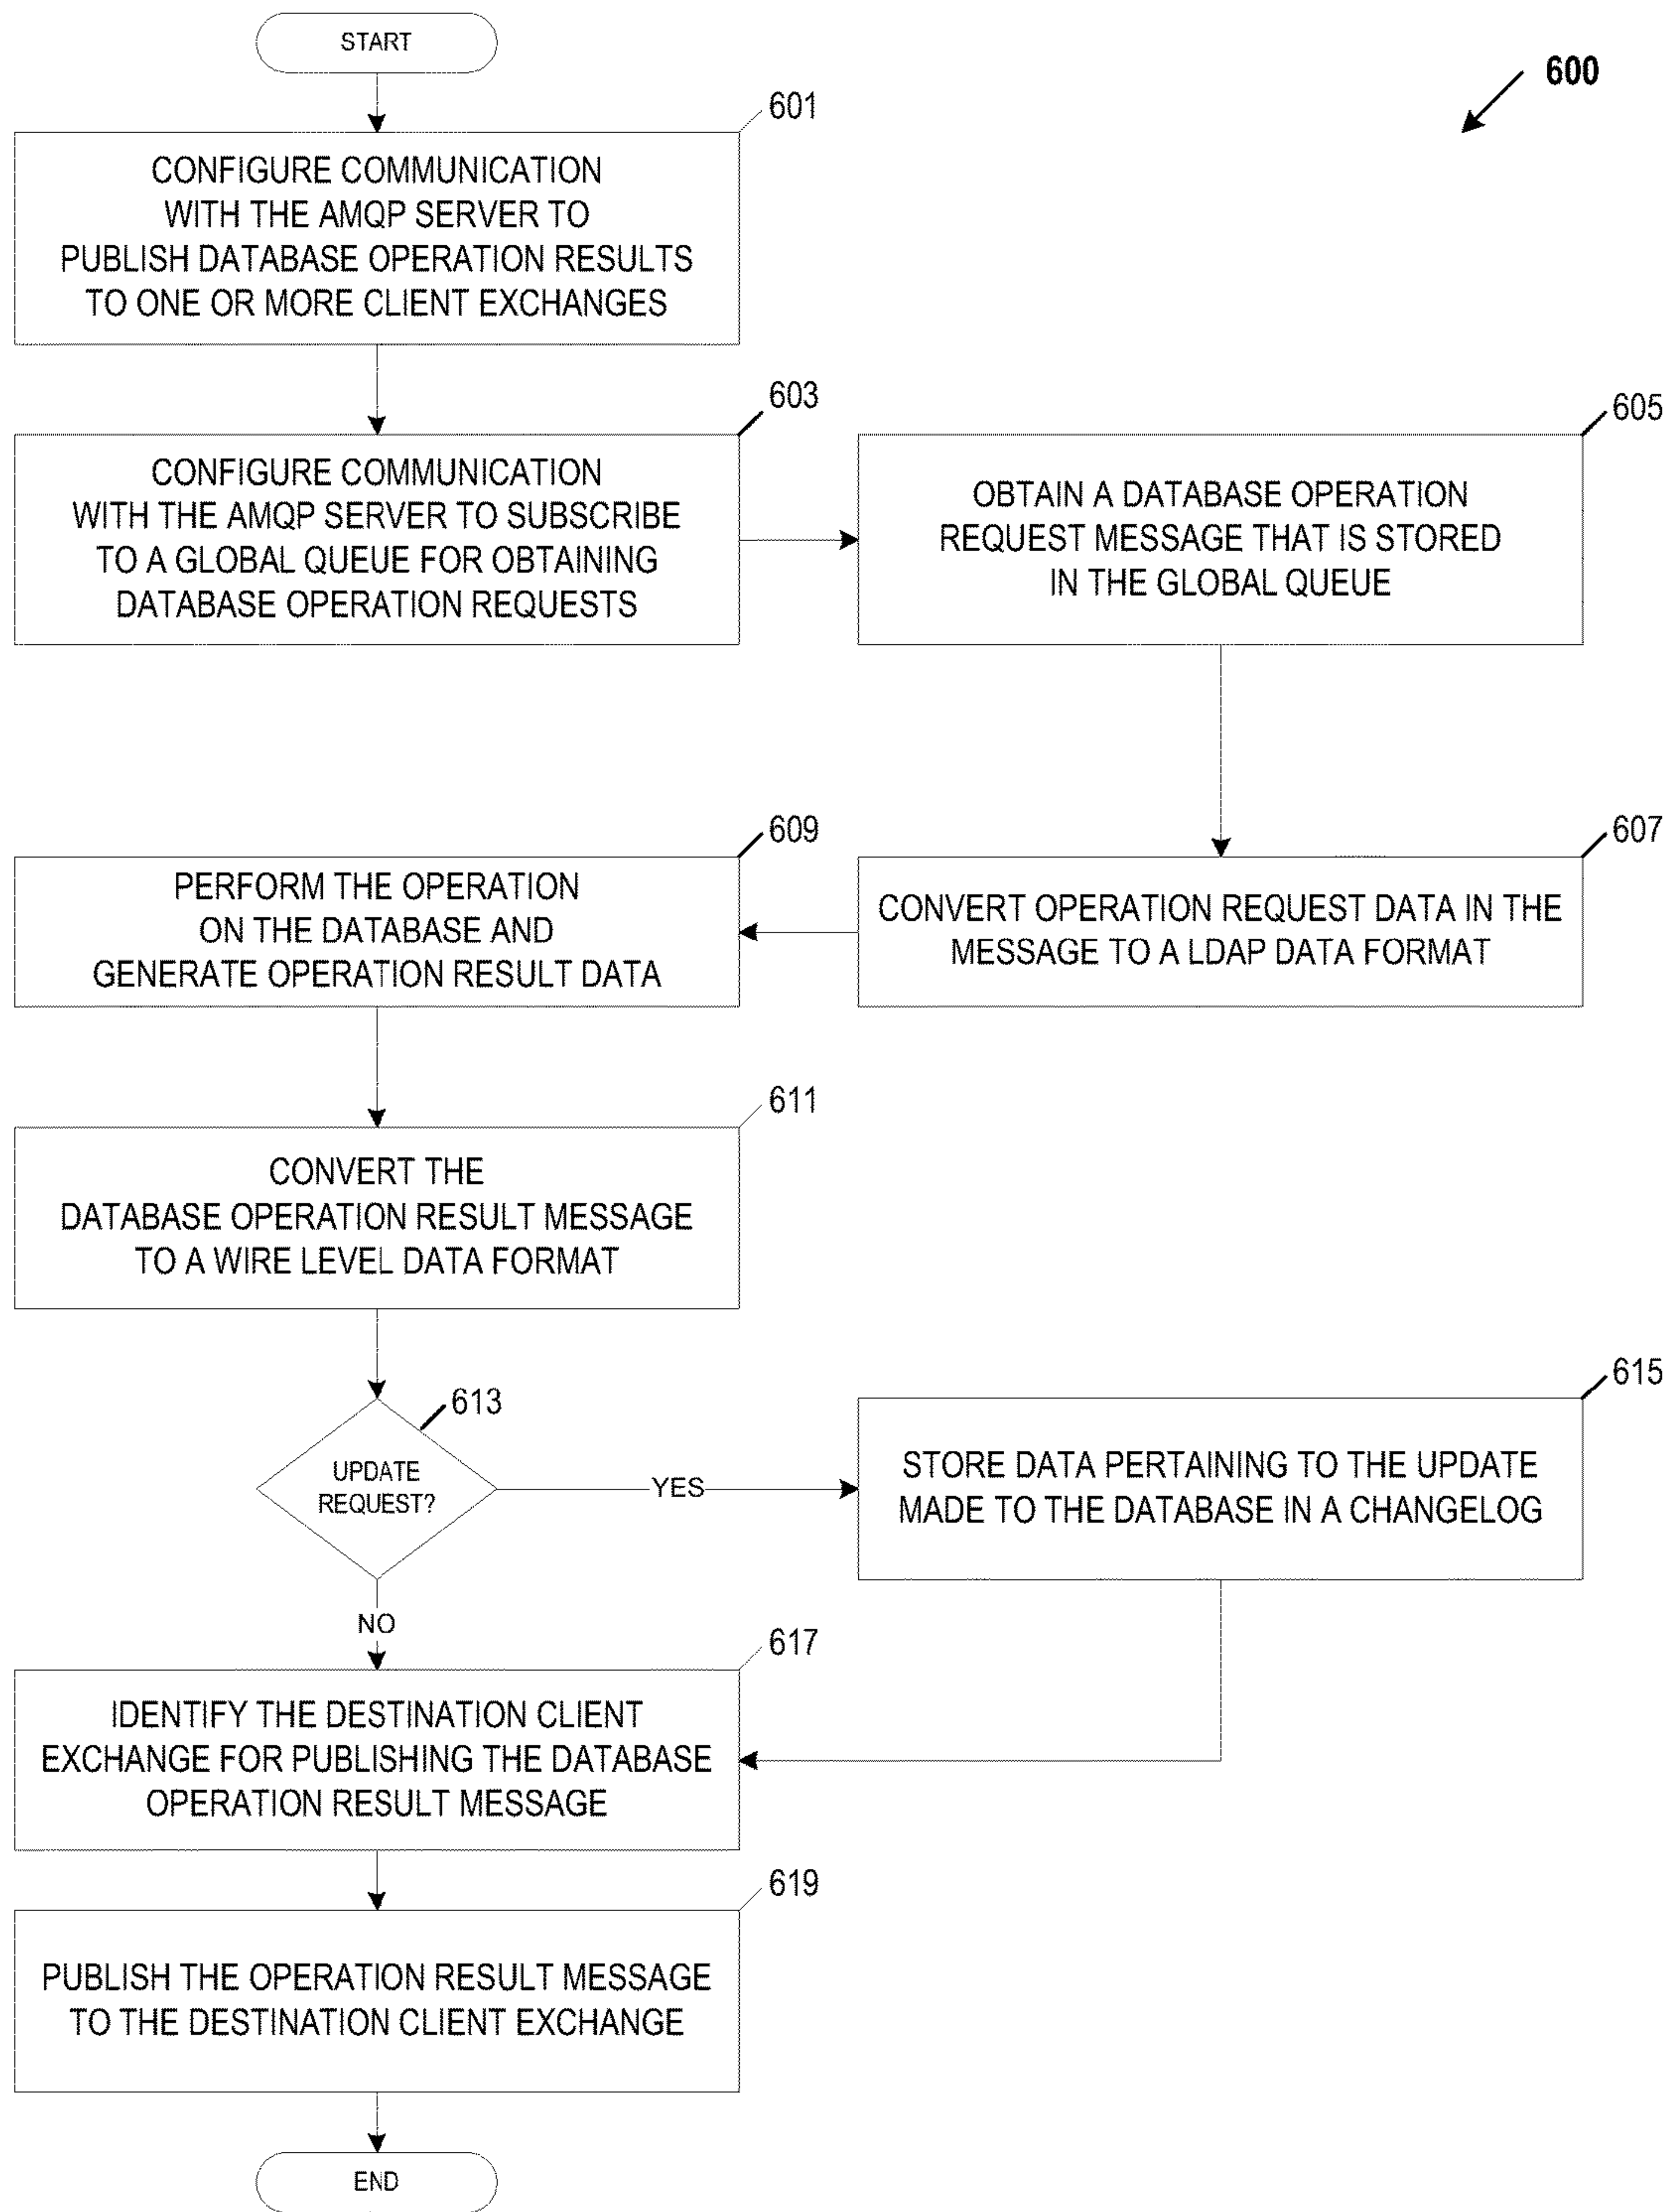 START
600
601
CONFIGURE COMMUNICATION
WITH THE AMQP SERVER TO
PUBLISH DATABASE OPERATION RESULTS
TO ONE OR MORE CLIENT EXCHANGES
603
CONFIGURE COMMUNICATION
WITH THE AMQP SERVER TO SUBSCRIBE
TO A GLOBAL QUEUE FOR OBTAINING
DATABASE OPERATION REQUESTS
605
OBTAIN A DATABASE OPERATION
REQUEST MESSAGE THAT IS STORED
IN THE GLOBAL QUEUE
607
CONVERT OPERATION REQUEST DATA IN THE
MESSAGE TO A LDAP DATA FORMAT
609
PERFORM THE OPERATION
ON THE DATABASE AND
GENERATE OPERATION RESULT DATA
611
CONVERT THE
DATABASE OPERATION RESULT MESSAGE
TO A WIRE LEVEL DATA FORMAT
613
UPDATE
REQUEST?
YES
615
STORE DATA PERTAINING TO THE UPDATE
MADE TO THE DATABASE IN A CHANGELOG
NO
617
IDENTIFY THE DESTINATION CLIENT
EXCHANGE FOR PUBLISHING THE DATABASE
OPERATION RESULT MESSAGE
619
PUBLISH THE OPERATION RESULT MESSAGE
TO THE DESTINATION CLIENT EXCHANGE
END